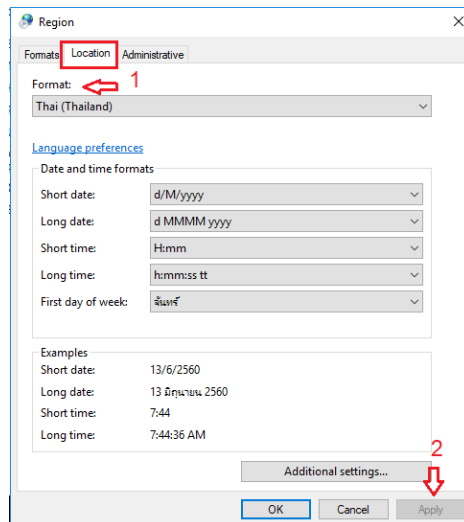 Region
Formats Location Administrative
Format: 1
Thai (Thailand)
Language preferences
Date and time formats
Short date: d/M/yyyy
Long date: d MMMM yyyy
Short time: H:mm
Long time: h:mm:ss tt
First day of week: จันทร์
Examples
Short date: 13/6/2560
Long date: 13 มิถุนายน 2560
Short time: 7:44
Long time: 7:44:36 AM
2
Additional settings...
OK Cancel Apply